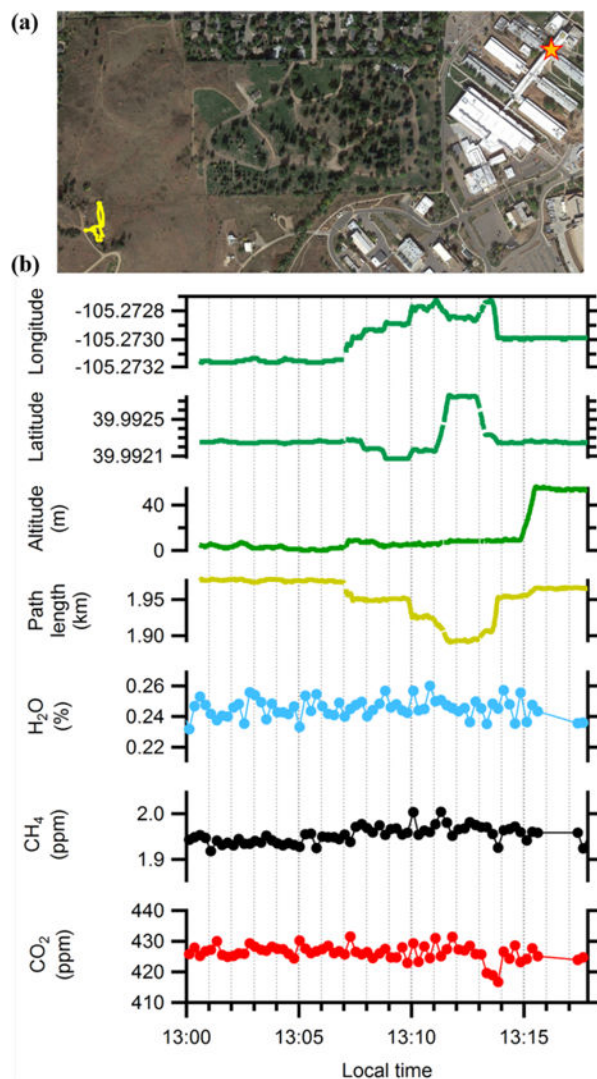 (a)
(b)
Longitude
-105.2728
-105.2730
-105.2732
Latitude
39.9925
39.9921
Altitude
(m)
40
0
Path
length
(km)
1.95
1.90
H₂O
(%)
0.26
0.24
0.22
CH₄
(ppm)
2.0
1.9
CO₂
(ppm)
440
430
420
410
13:00 13:05 13:10 13:15
Local time